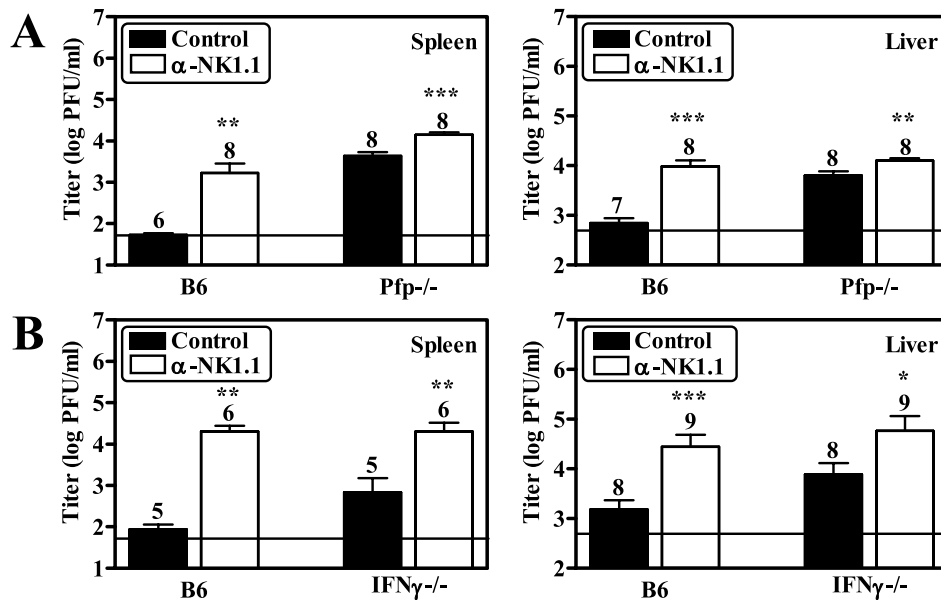 A
Titer (log PFU/ml)
7
6
5
4
3
2
1
Control
α-NK1.1
Spleen
6
**
8
8
***
8
B6
Pfp-/-
Titer (log PFU/ml)
7
6
5
4
3
2
Control
α-NK1.1
Liver
7
***
8
8
**
8
B6
Pfp-/-
B
Titer (log PFU/ml)
7
6
5
4
3
2
1
Control
α-NK1.1
Spleen
5
**
6
5
**
6
B6
IFNγ-/-
Titer (log PFU/ml)
7
6
5
4
3
2
Control
α-NK1.1
Liver
8
***
9
8
*
9
B6
IFNγ-/-